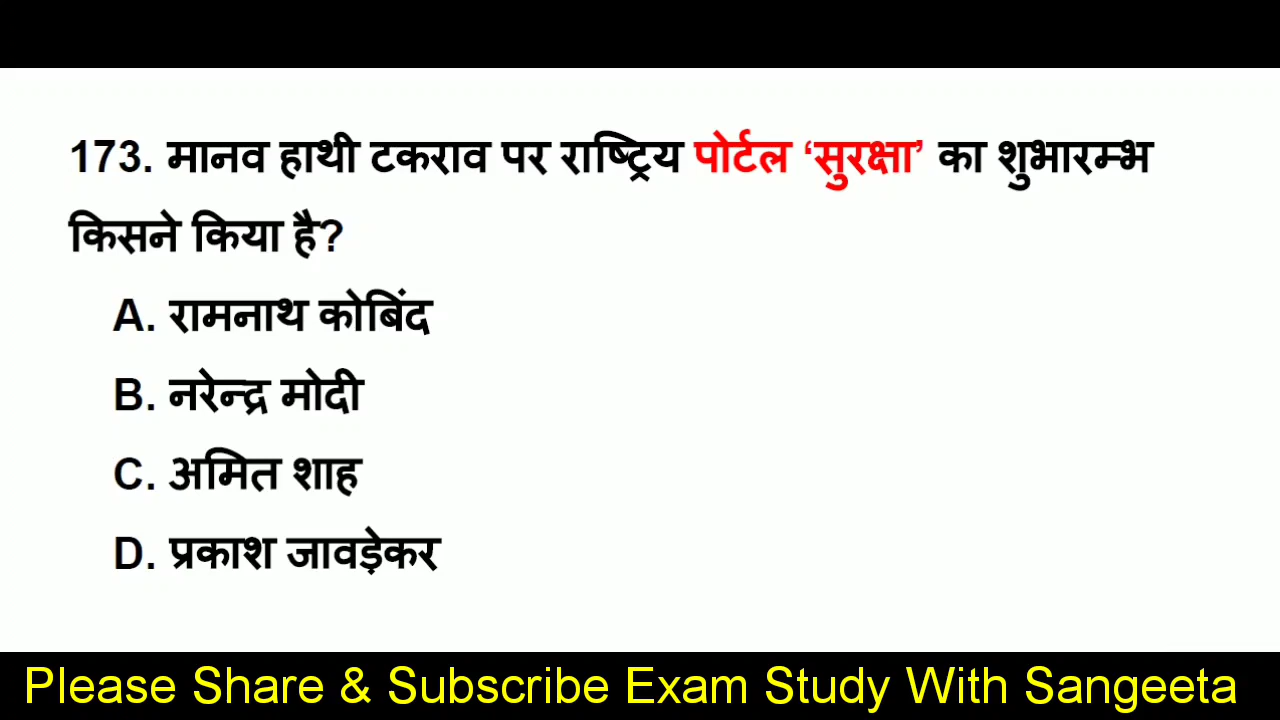 173. मानव हाथी टकराव पर राष्ट्रिय पोर्टल ‘सुरक्षा’ का शुभारम्भ
किसने किया है?
A. रामनाथ कोबिंद
B. नरेन्द्र मोदी
C. अमित शाह
D. प्रकाश जावड़ेकर
Please Share & Subscribe Exam Study With Sangeeta